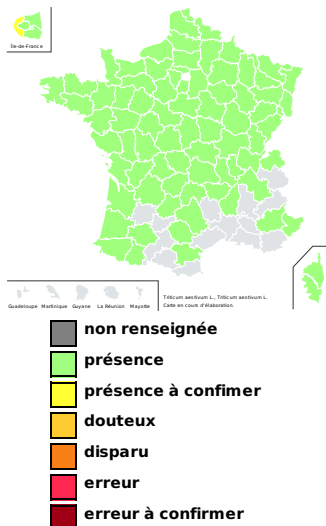 Île-de-France
Guadeloupe Martinique Guyane La Réunion Mayotte
Triticum aestivum L., Triticum aestivum L.
Carte en cours d'élaboration.
non renseignée
présence
présence à confimer
douteux
disparu
erreur
erreur à confirmer